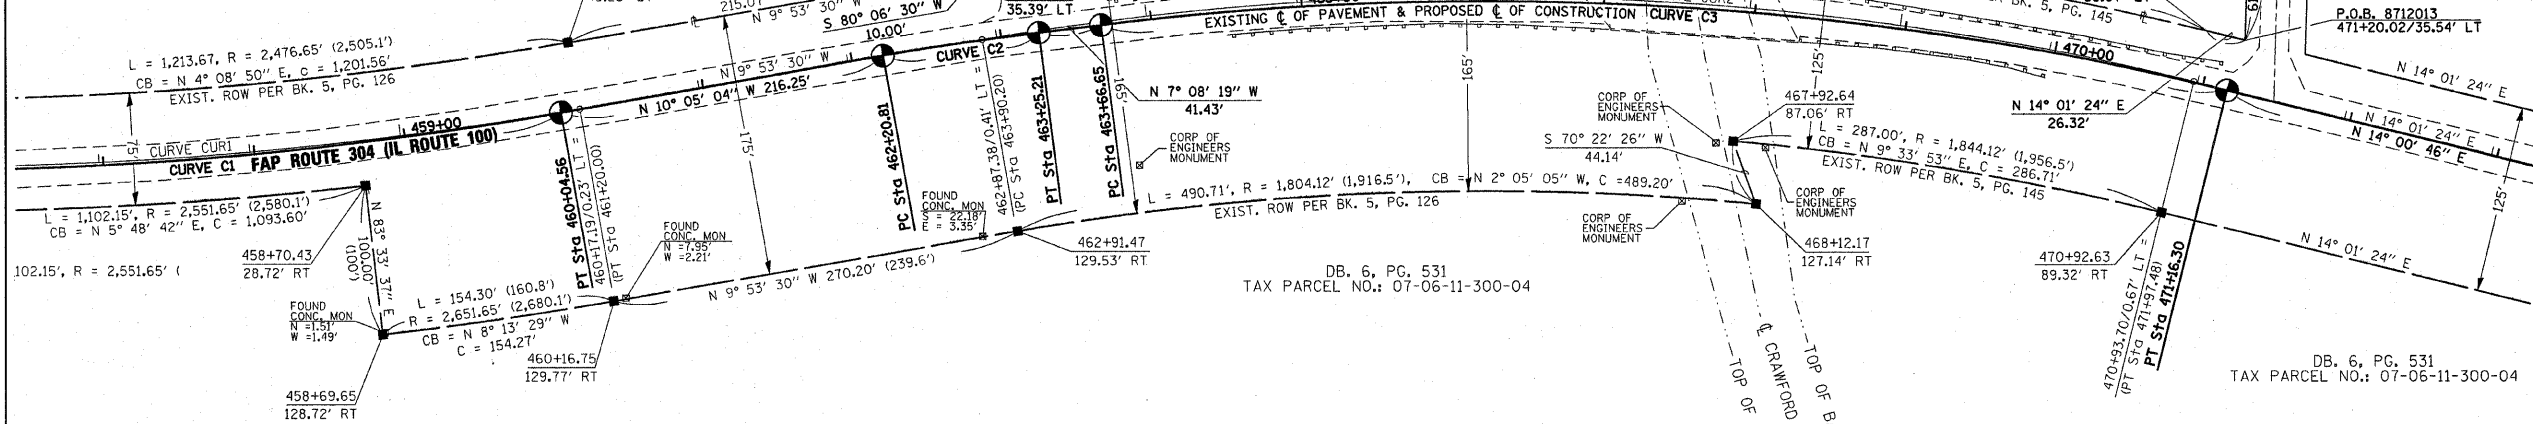 L = 1,213.67, R = 2,476.65' (2,505.1')
CB = N 4° 08' 50" E, C = 1,201.56'
EXIST. ROW PER BK. 5, PG. 126
N 9° 53' 30" W
S 80° 06' 30" W
10.00'
35.39' LT
EXISTING ℄ OF PAVEMENT & PROPOSED ℄ OF CONSTRUCTION CURVE C3
BK. 5, PG. 145
P.O.B. 8712013
471+20.02/35.54' LT
470+00
N 14° 01' 24" E
N 14° 01' 24" E
26.32'
N 14° 01' 24" E
N 14° 00' 46" E
75'
CURVE CUR1
459+00
CURVE C1 FAP ROUTE 304 (IL ROUTE 100)
N 9° 53' 30" W
N 10° 05' 04" W 216.25'
CURVE C2
N 7° 08' 19" W
41.43'
165'
165'
125'
175'
125'
PT Sta 460+04.56
460+17.19/0.23' LT =
(PT Sta 461+20.00)
PC Sta 462+20.81
462+87.38/0.41' LT =
(PC Sta 463+90.20)
PT Sta 463+25.21
PC Sta 463+66.65
CORP OF
ENGINEERS
MONUMENT
CORP OF
ENGINEERS
MONUMENT
467+92.64
87.06' RT
S 70° 22' 26" W
44.14'
L = 287.00', R = 1,844.12' (1,956.5')
CB = N 9° 33' 53" E, C = 286.71'
EXIST. ROW PER BK. 5, PG. 145
CORP OF
ENGINEERS
MONUMENT
CORP OF
ENGINEERS
MONUMENT
L = 490.71', R = 1,804.12' (1,916.5'), CB = N 2° 05' 05" W, C =489.20'
EXIST. ROW PER BK. 5, PG. 126
L = 1,102.15', R = 2,551.65' (2,580.1')
CB = N 5° 48' 42" E, C = 1,093.60'
102.15', R = 2,551.65' (
458+70.43
28.72' RT
N 83° 33' 37" E
100.00'
(100')
FOUND
CONC. MON
N =7.95'
W =2.21'
FOUND
CONC. MON
S = 22.18'
E = 3.35'
462+91.47
129.53' RT
468+12.17
127.14' RT
470+92.63
89.32' RT
N 14° 01' 24" E
470+93.70/0.67' LT =
(PT Sta 471+97.48)
PT Sta 471+16.30
DB. 6, PG. 531
TAX PARCEL NO.: 07-06-11-300-04
N 9° 53' 30" W 270.20' (239.6')
FOUND
CONC. MON
N =1.51'
W =1.49'
L = 154.30' (160.8')
R = 2,651.65' (2,680.1')
CB = N 8° 13' 29" W
C = 154.27'
460+16.75
129.77' RT
458+69.65
128.72' RT
TOP OF
℄ CRAWFORD
TOP OF B
DB. 6, PG. 531
TAX PARCEL NO.: 07-06-11-300-04